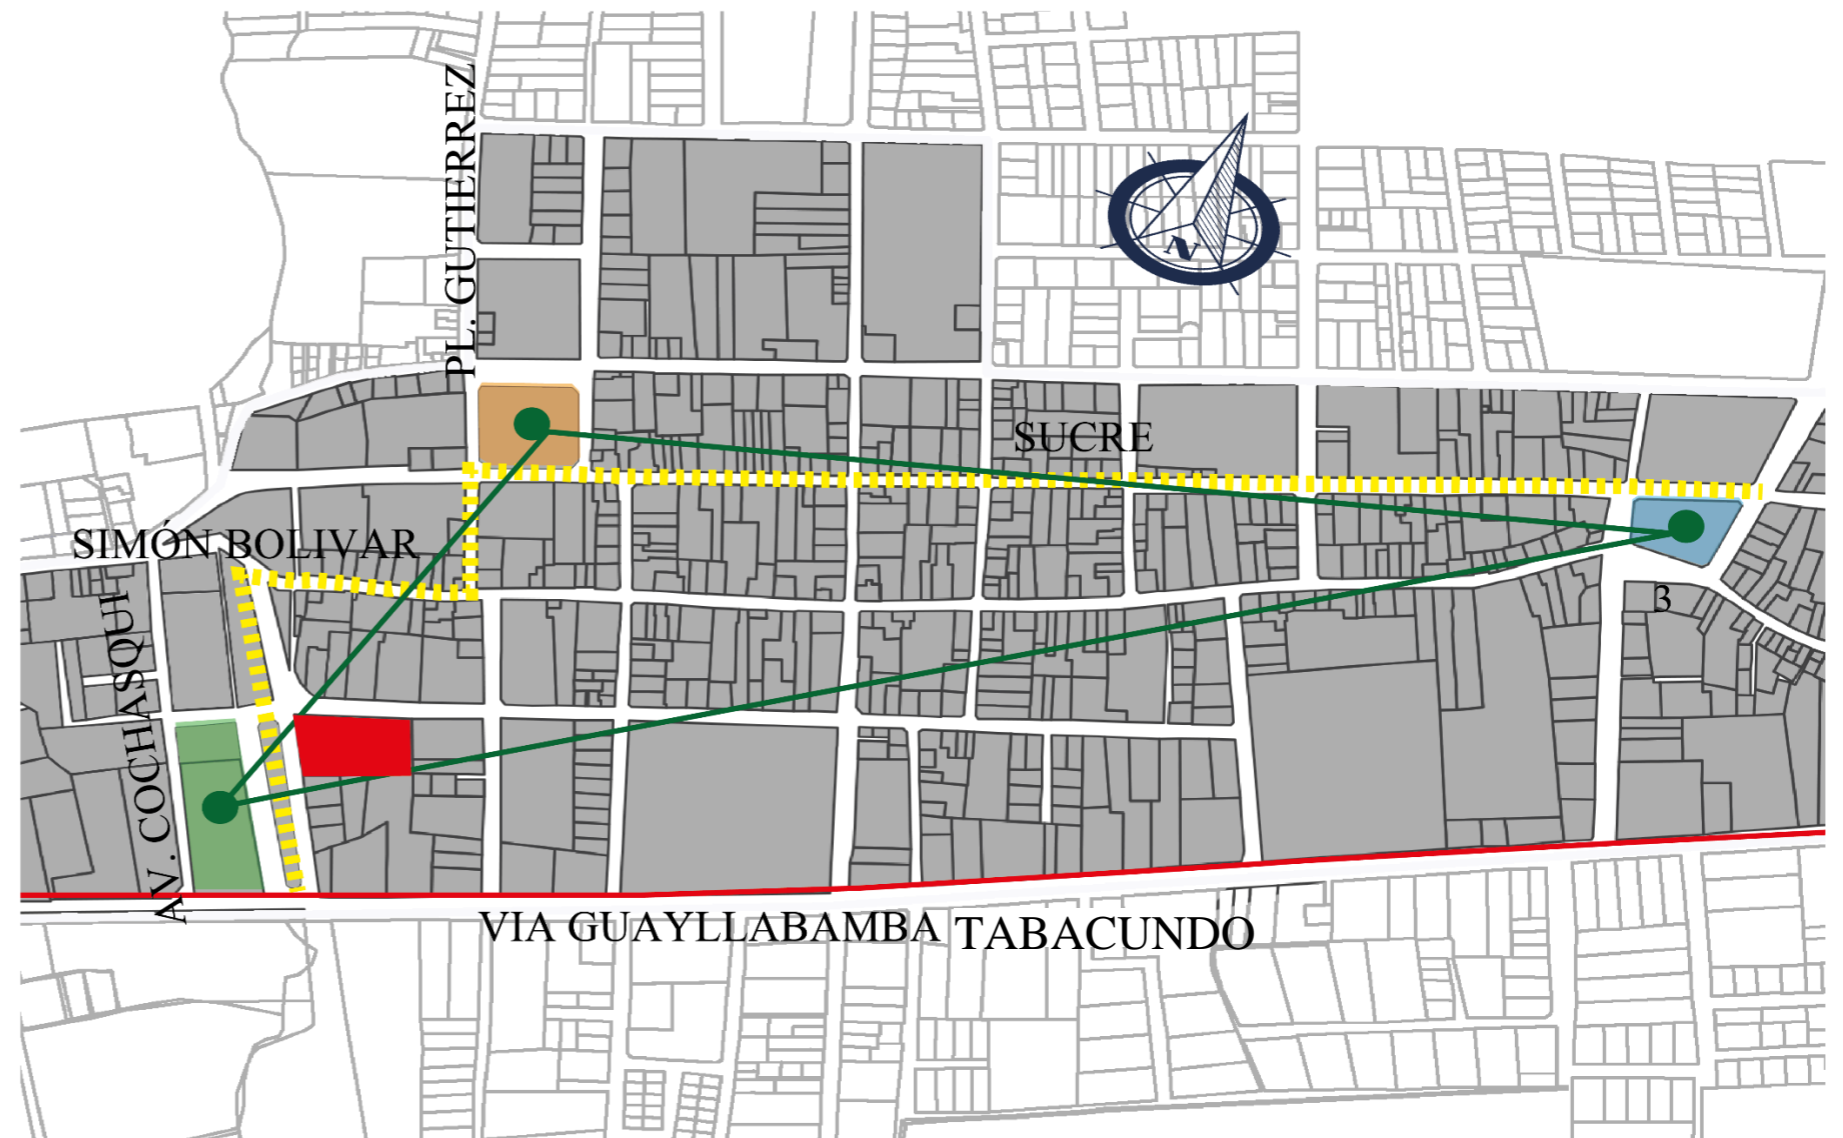 PL. GUTIERREZ
N
SUCRE
SIMÓN BOLIVAR
3
AV. COCHASQUI
VIA GUAYLLABAMBA TABACUNDO